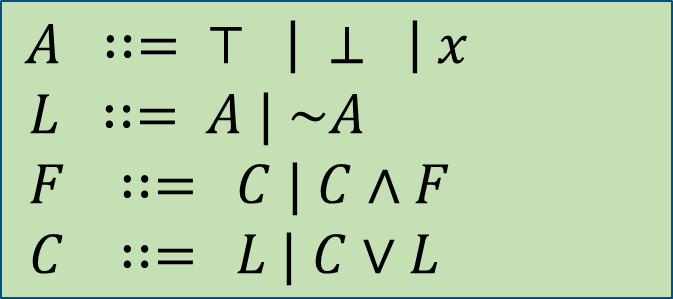 A ::= ⊤ | ⊥ | x
L ::= A | ~A
F ::= C | C ∧ F
C ::= L | C ∨ L